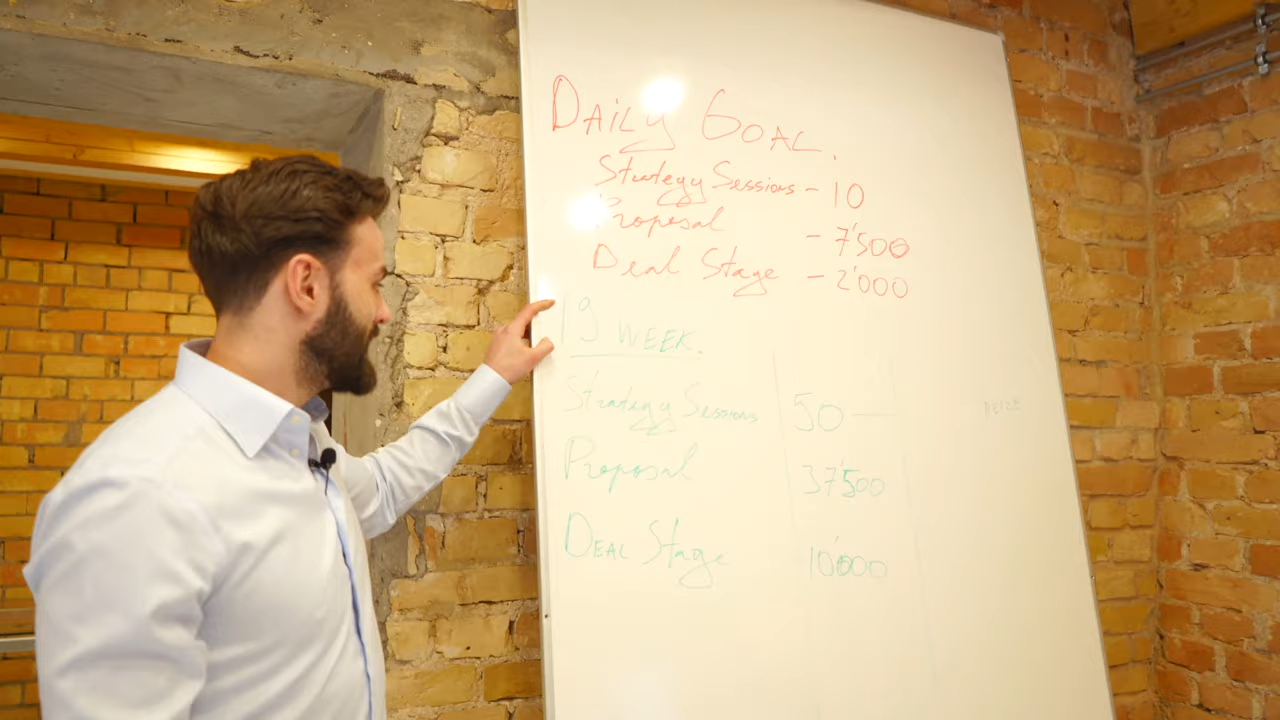 DAILY GOAL.
Strategy Sessions - 10
Proposal - 7'500
Deal Stage - 2'000
19 WEEK.
Strategy Sessions 50 —
Proposal 37'500
DEAL Stage 10'000